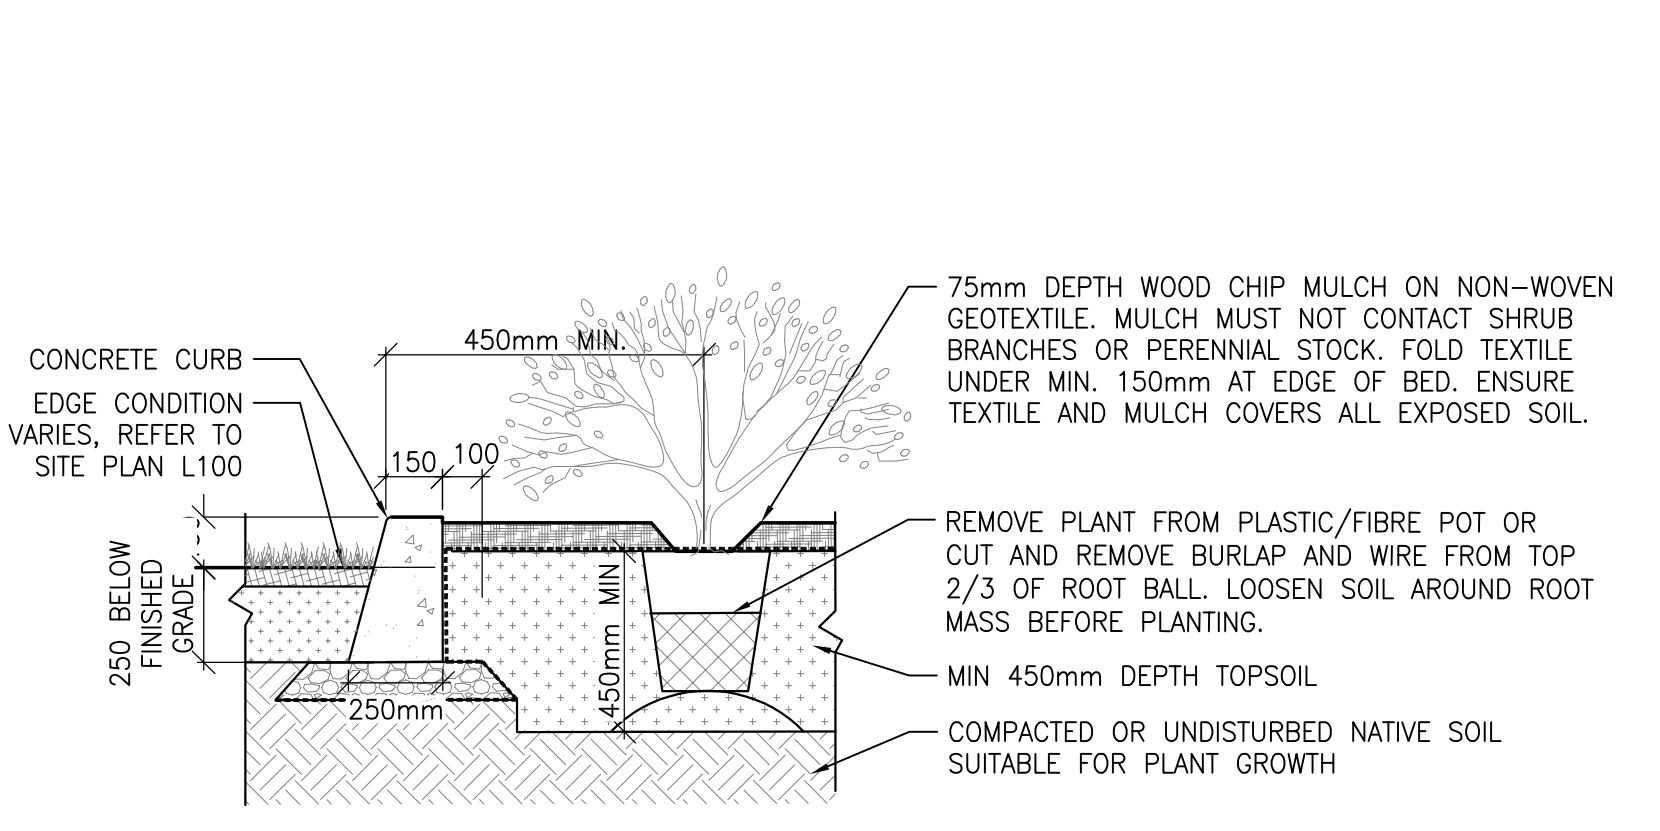 CONCRETE CURB
EDGE CONDITION
VARIES, REFER TO
SITE PLAN L100
450mm MIN.
150
100
250 BELOW
FINISHED
GRADE
250mm
450mm MIN
75mm DEPTH WOOD CHIP MULCH ON NON-WOVEN
GEOTEXTILE. MULCH MUST NOT CONTACT SHRUB
BRANCHES OR PERENNIAL STOCK. FOLD TEXTILE
UNDER MIN. 150mm AT EDGE OF BED. ENSURE
TEXTILE AND MULCH COVERS ALL EXPOSED SOIL.
REMOVE PLANT FROM PLASTIC/FIBRE POT OR
CUT AND REMOVE BURLAP AND WIRE FROM TOP
2/3 OF ROOT BALL. LOOSEN SOIL AROUND ROOT
MASS BEFORE PLANTING.
MIN 450mm DEPTH TOPSOIL
COMPACTED OR UNDISTURBED NATIVE SOIL
SUITABLE FOR PLANT GROWTH